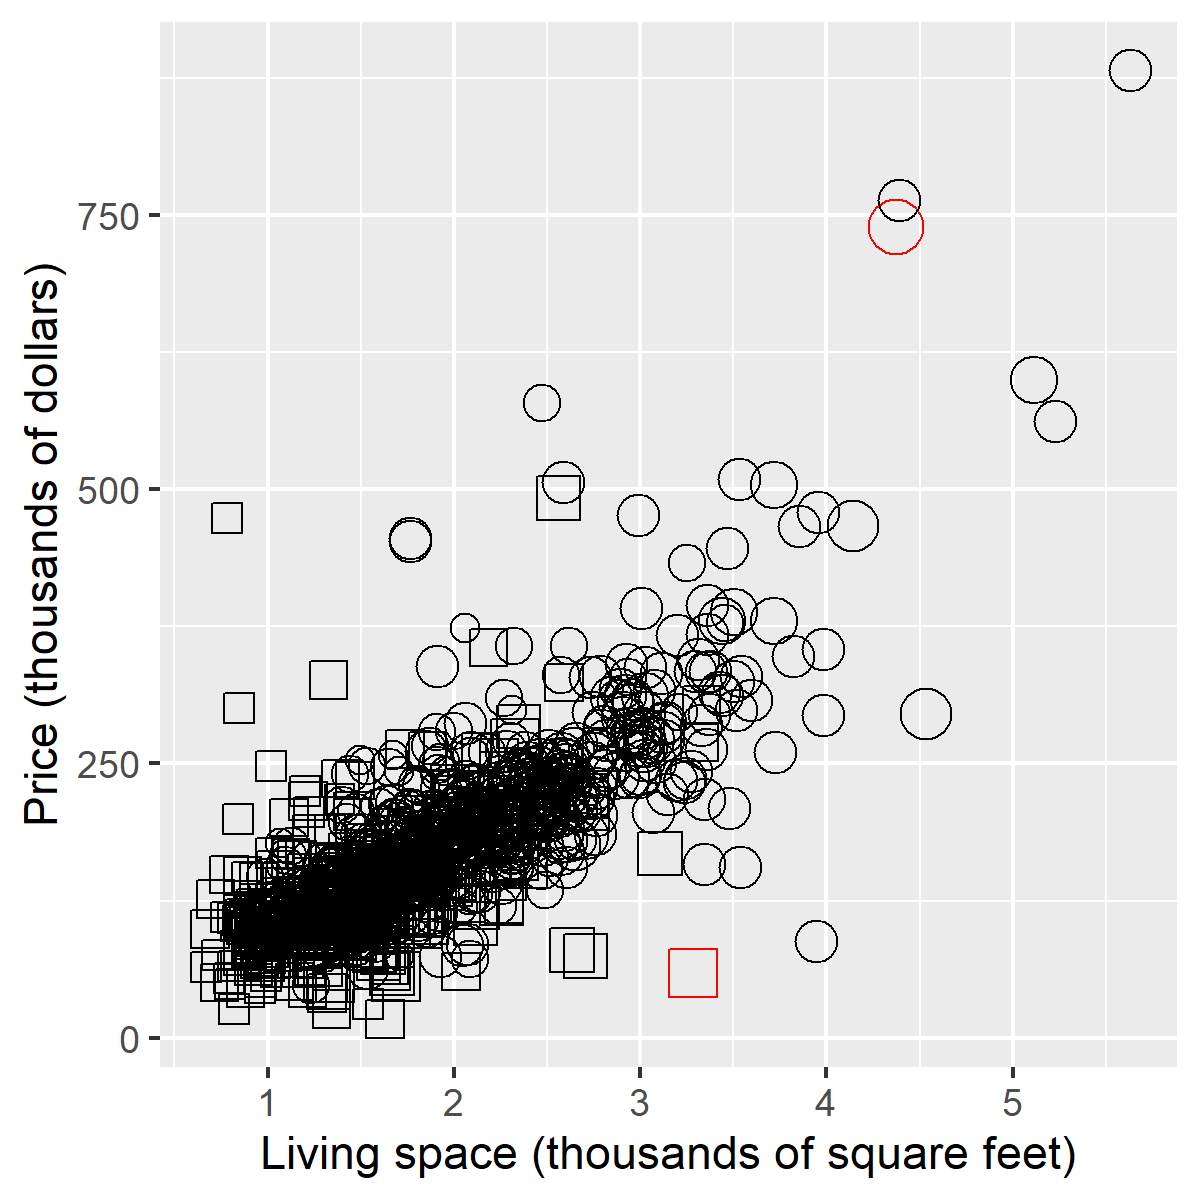 Price (thousands of dollars)
750
500
250
0
1 2 3 4 5
Living space (thousands of square feet)